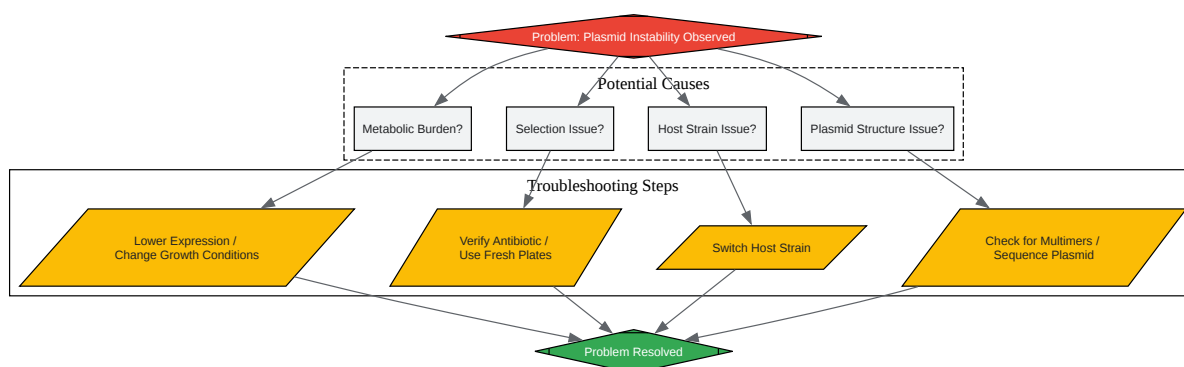 Problem: Plasmid Instability Observed
Potential Causes
Metabolic Burden?
Selection Issue?
Host Strain Issue?
Plasmid Structure Issue?
Troubleshooting Steps
Lower Expression /
Change Growth Conditions
Verify Antibiotic /
Use Fresh Plates
Switch Host Strain
Check for Multimers /
Sequence Plasmid
Problem Resolved